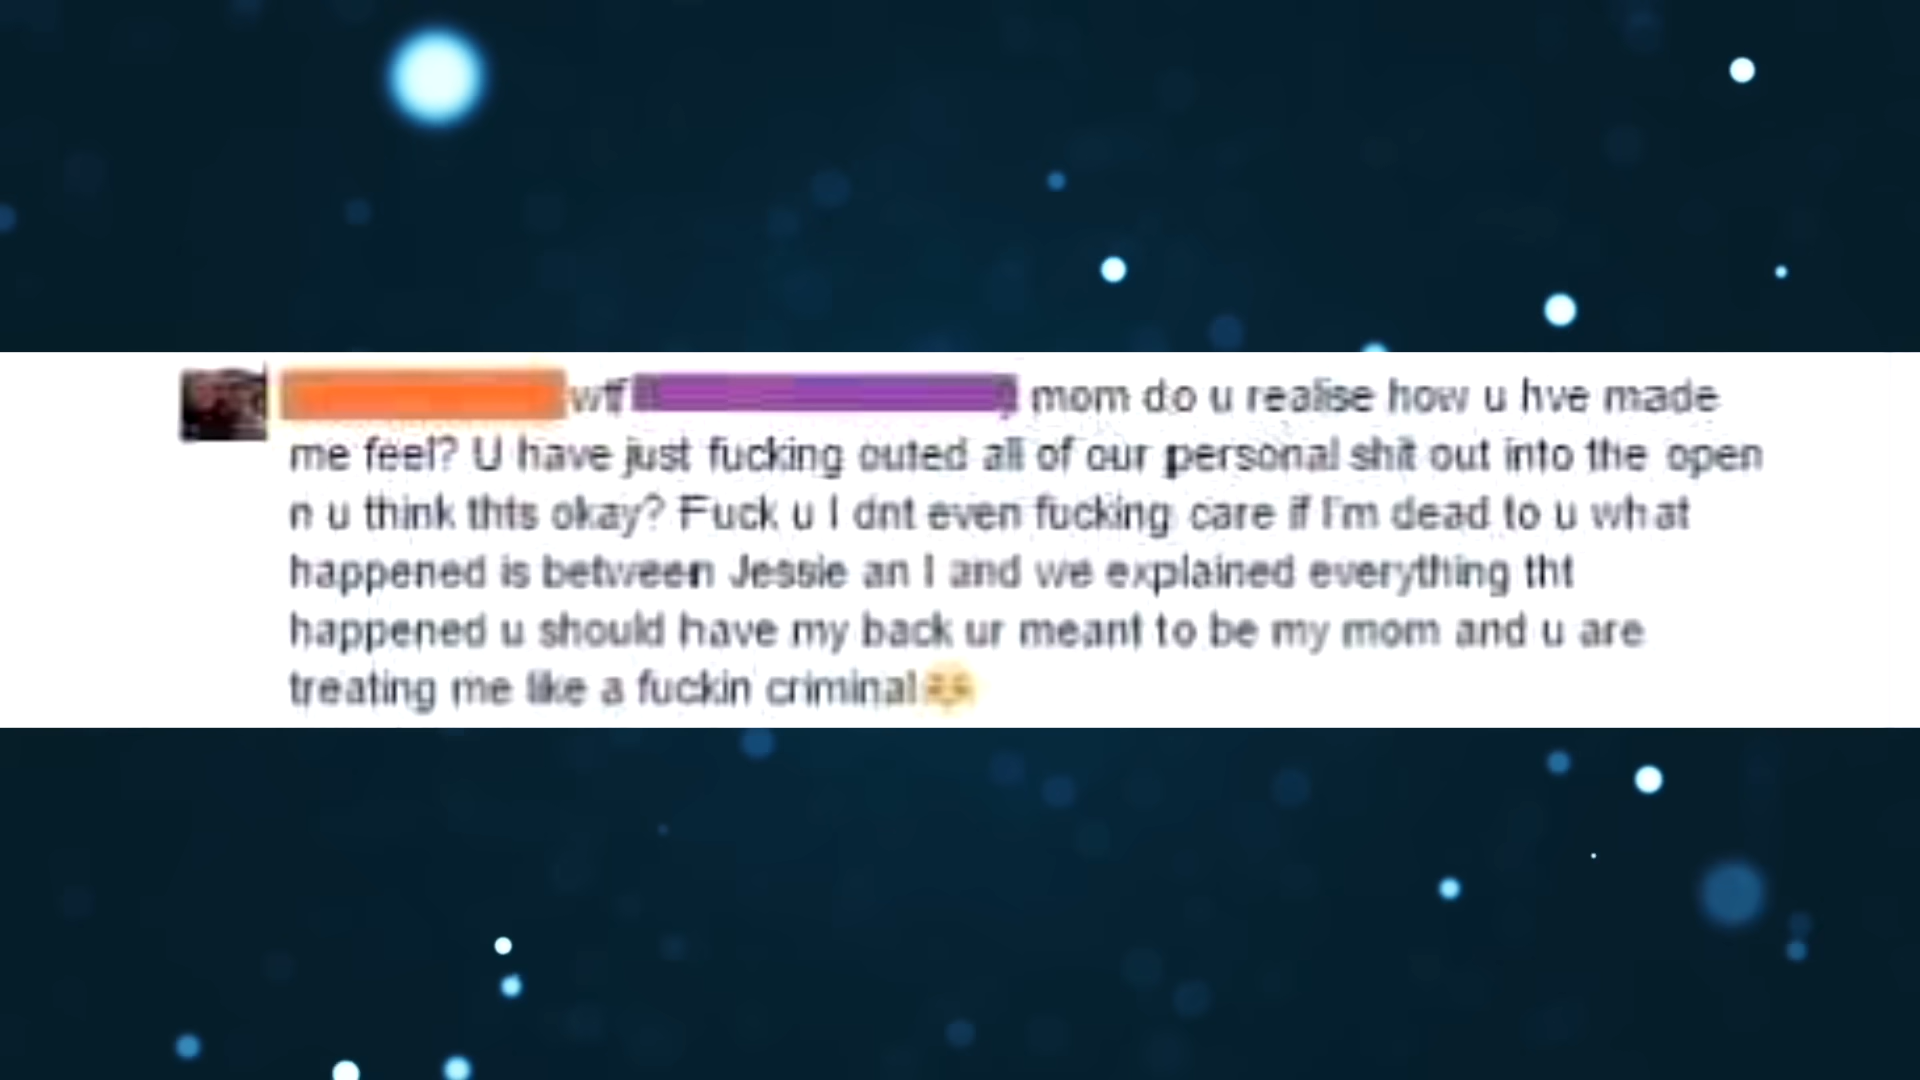 wtf mom do u realise how u hve made
me feel? U have just fucking outed all of our personal shit out into the open
n u think thts okay? Fuck u I dnt even fucking care if I'm dead to u what
happened is between Jessie an I and we explained everything tht
happened u should have my back ur meant to be my mom and u are
treating me like a fuckin criminal